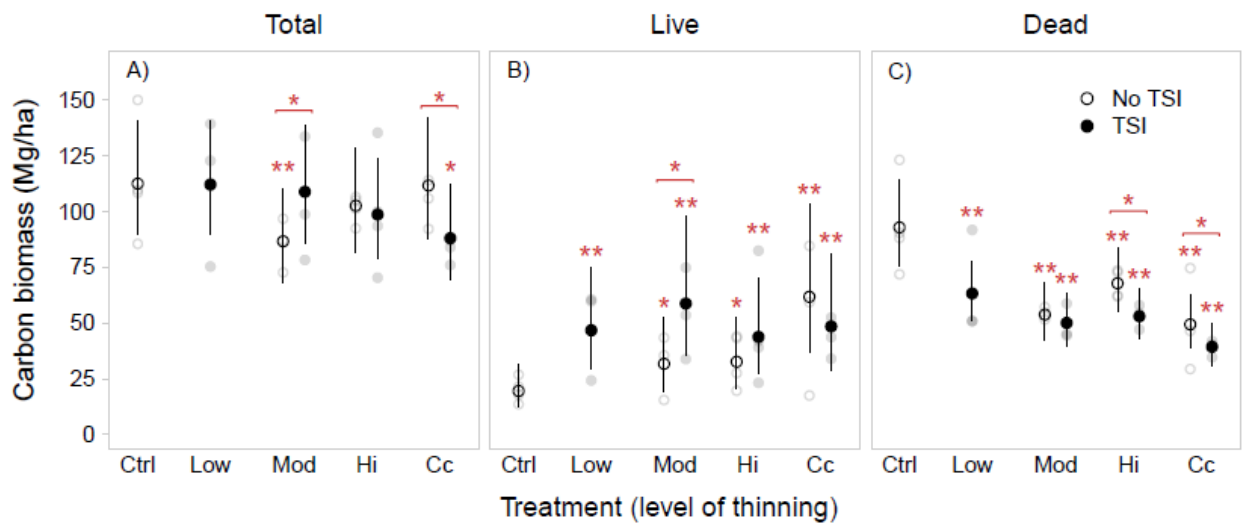 Total Live Dead
A) B) C)
No TSI
TSI
Carbon biomass (Mg/ha)
150
125
100
75
50
25
0
* *
** *
** * ** * ** ** **
*
** ** ** ** ** ** **
* *
Ctrl Low Mod Hi Cc Ctrl Low Mod Hi Cc Ctrl Low Mod Hi Cc
Treatment (level of thinning)